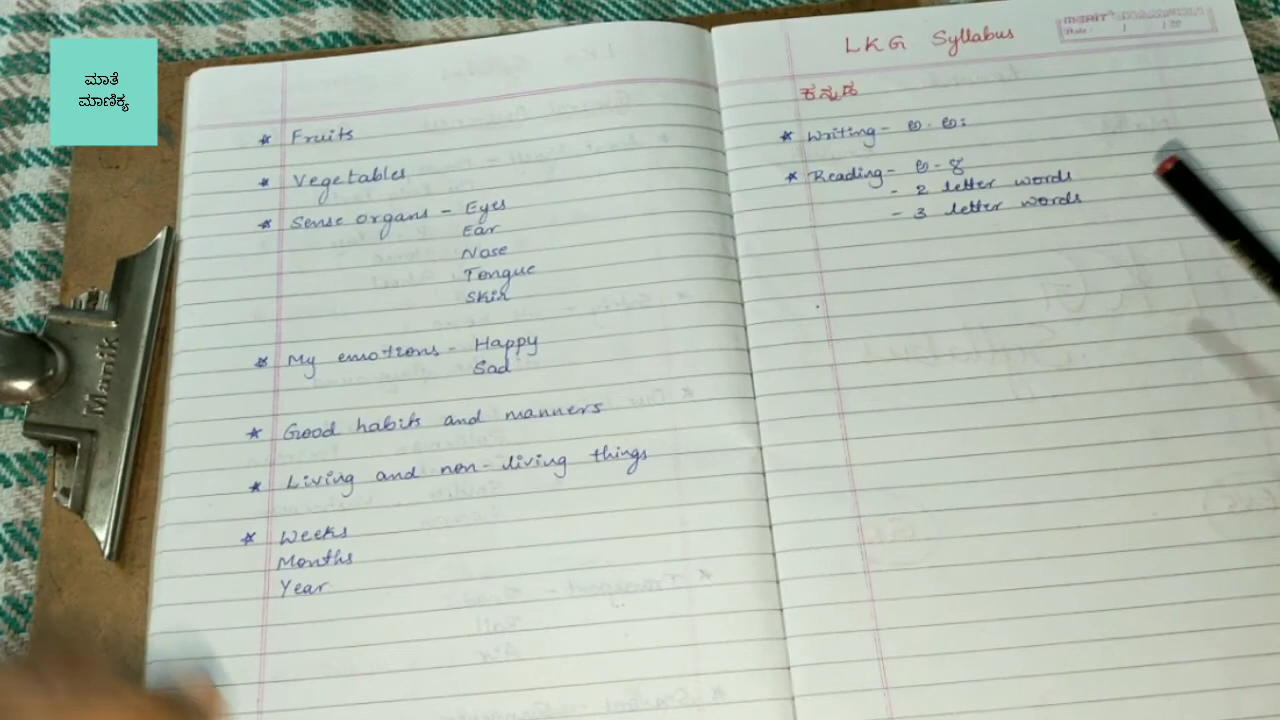 ಮಾತೆ
ಮಾಣಿಕ್ಯ
* Fruits
* Vegetables
* Sense organs - Eyes
Ear
Nose
Tongue
Skin
* My emotions - Happy
Sad
* Good habits and manners
* Living and non-living things
* Weeks
Months
Year
LKG Syllabus
ಕನ್ನಡ
* Writing - ಅ - ಅಃ
* Reading - ಅ - ಳ
- 2 letter words
- 3 letter words
Manik